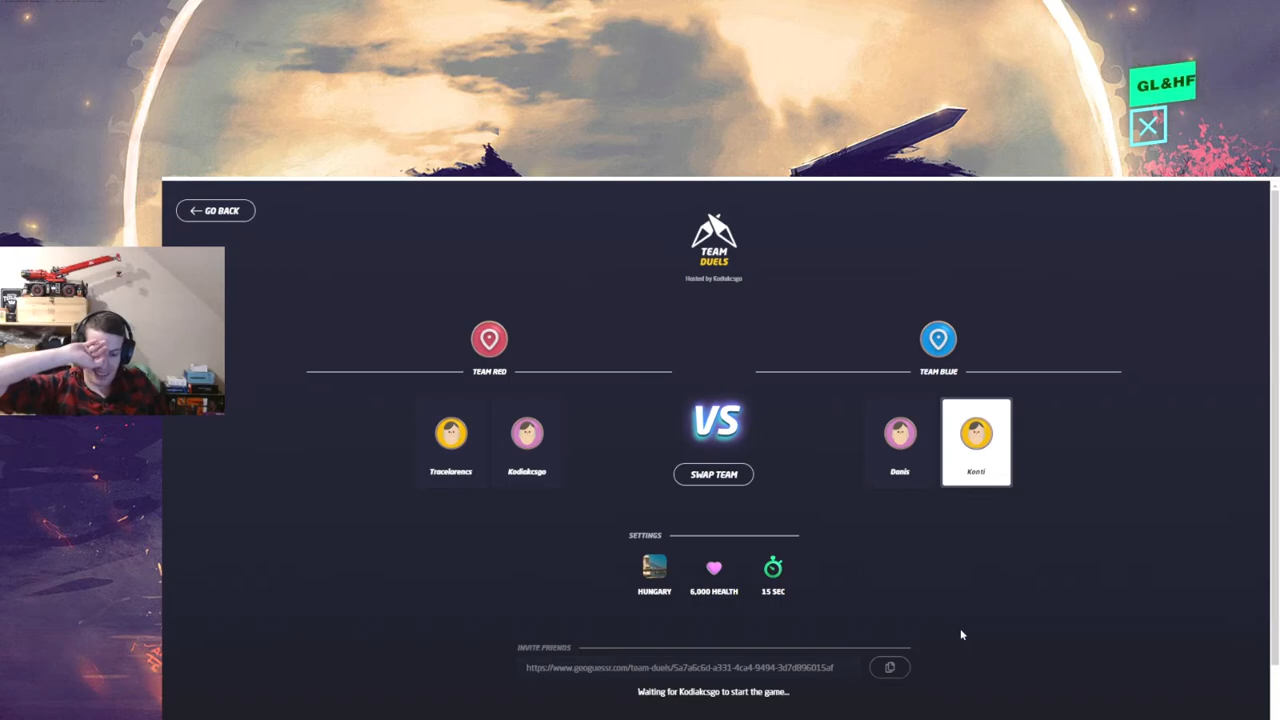 GL&HF
GO BACK
TEAM
DUELS
Hosted by Kodiakcsgo
TEAM RED
TEAM BLUE
VS
Tracelarencs
Kodiakcsgo
Danis
Konti
SWAP TEAM
SETTINGS
HUNGARY
6,000 HEALTH
15 SEC
INVITE FRIENDS
https://www.geoguessr.com/team-duels/5a7a6c6d-a331-4ca4-9494-3d7d896015af
Waiting for Kodiakcsgo to start the game...